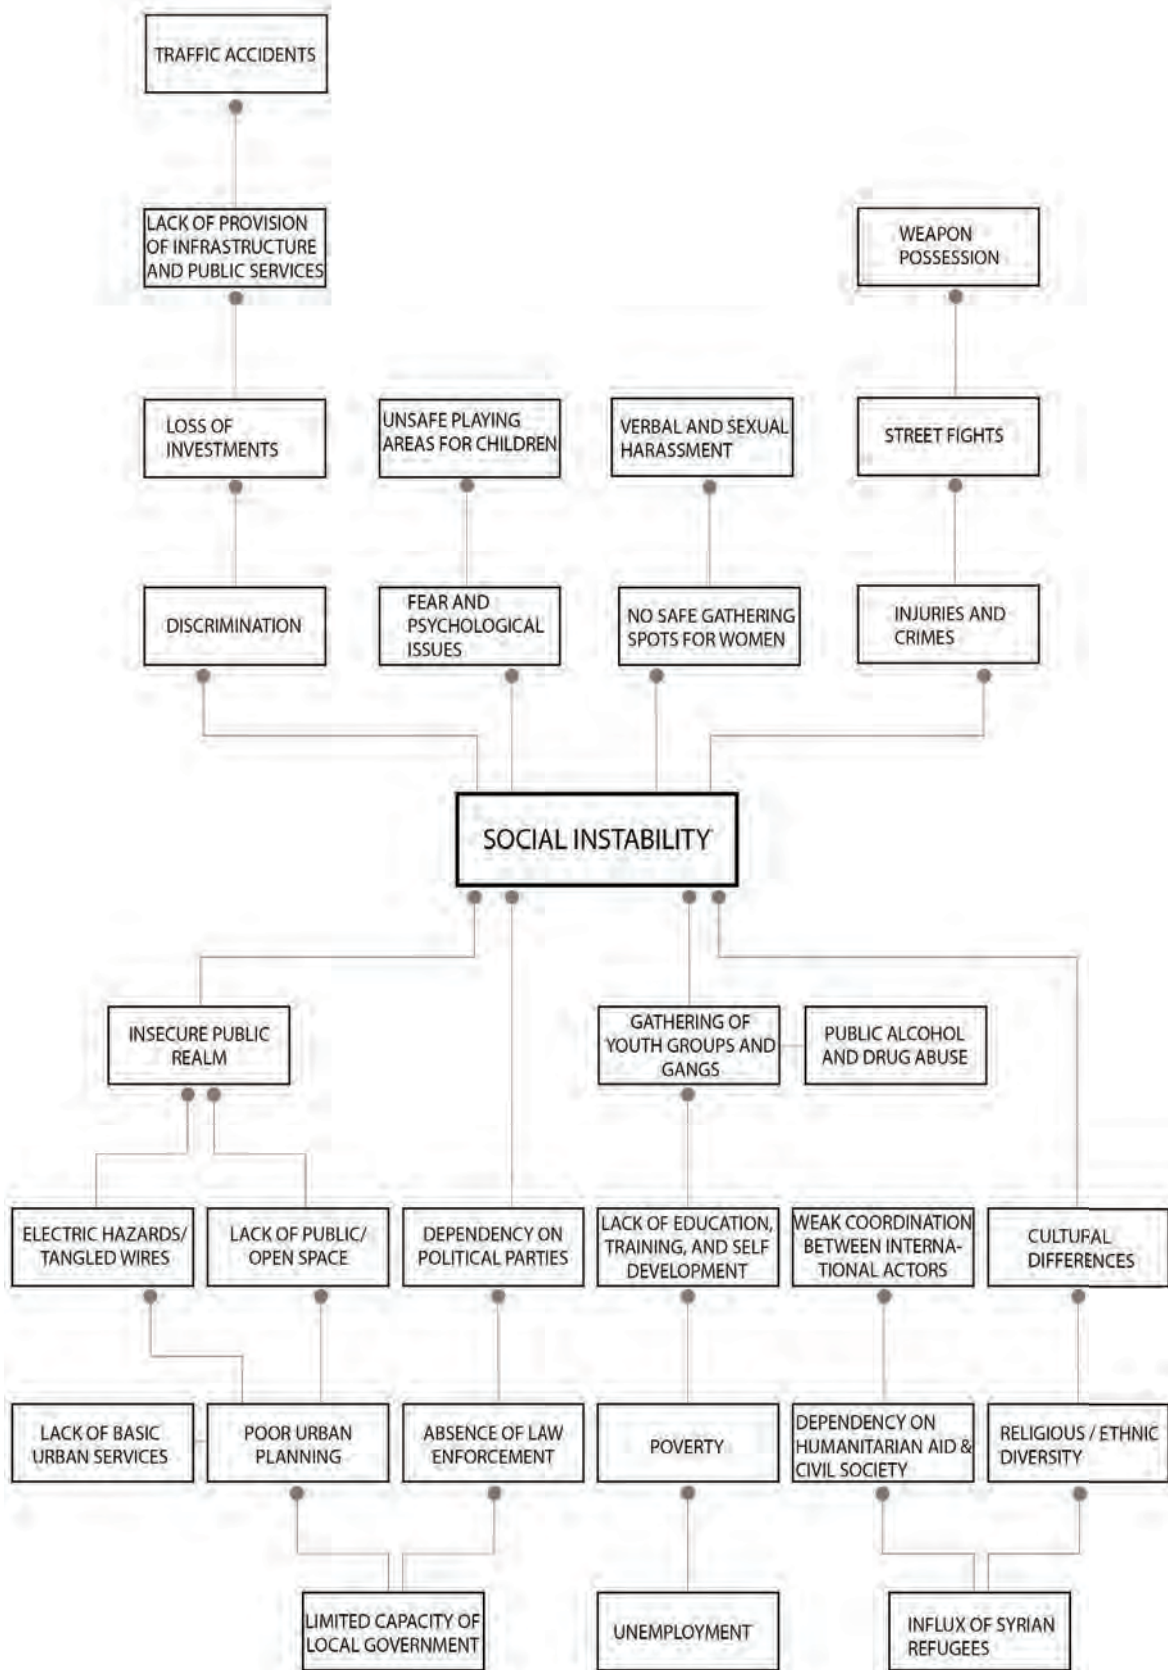 TRAFFIC ACCIDENTS
LACK OF PROVISION
OF INFRASTRUCTURE
AND PUBLIC SERVICES
WEAPON
POSSESSION
LOSS OF
INVESTMENTS
UNSAFE PLAYING
AREAS FOR CHILDREN
VERBAL AND SEXUAL
HARASSMENT
STREET FIGHTS
DISCRIMINATION
FEAR AND
PSYCHOLOGICAL
ISSUES
NO SAFE GATHERING
SPOTS FOR WOMEN
INJURIES AND
CRIMES
SOCIAL INSTABILITY
INSECURE PUBLIC
REALM
GATHERING OF
YOUTH GROUPS AND
GANGS
PUBLIC ALCOHOL
AND DRUG ABUSE
ELECTRIC HAZARDS/
TANGLED WIRES
LACK OF PUBLIC/
OPEN SPACE
DEPENDENCY ON
POLITICAL PARTIES
LACK OF EDUCATION,
TRAINING, AND SELF
DEVELOPMENT
WEAK COORDINATION
BETWEEN INTERNA-
TIONAL ACTORS
CULTURAL
DIFFERENCES
LACK OF BASIC
URBAN SERVICES
POOR URBAN
PLANNING
ABSENCE OF LAW
ENFORCEMENT
POVERTY
DEPENDENCY ON
HUMANITARIAN AID &
CIVIL SOCIETY
RELIGIOUS / ETHNIC
DIVERSITY
LIMITED CAPACITY OF
LOCAL GOVERNMENT
UNEMPLOYMENT
INFLUX OF SYRIAN
REFUGEES